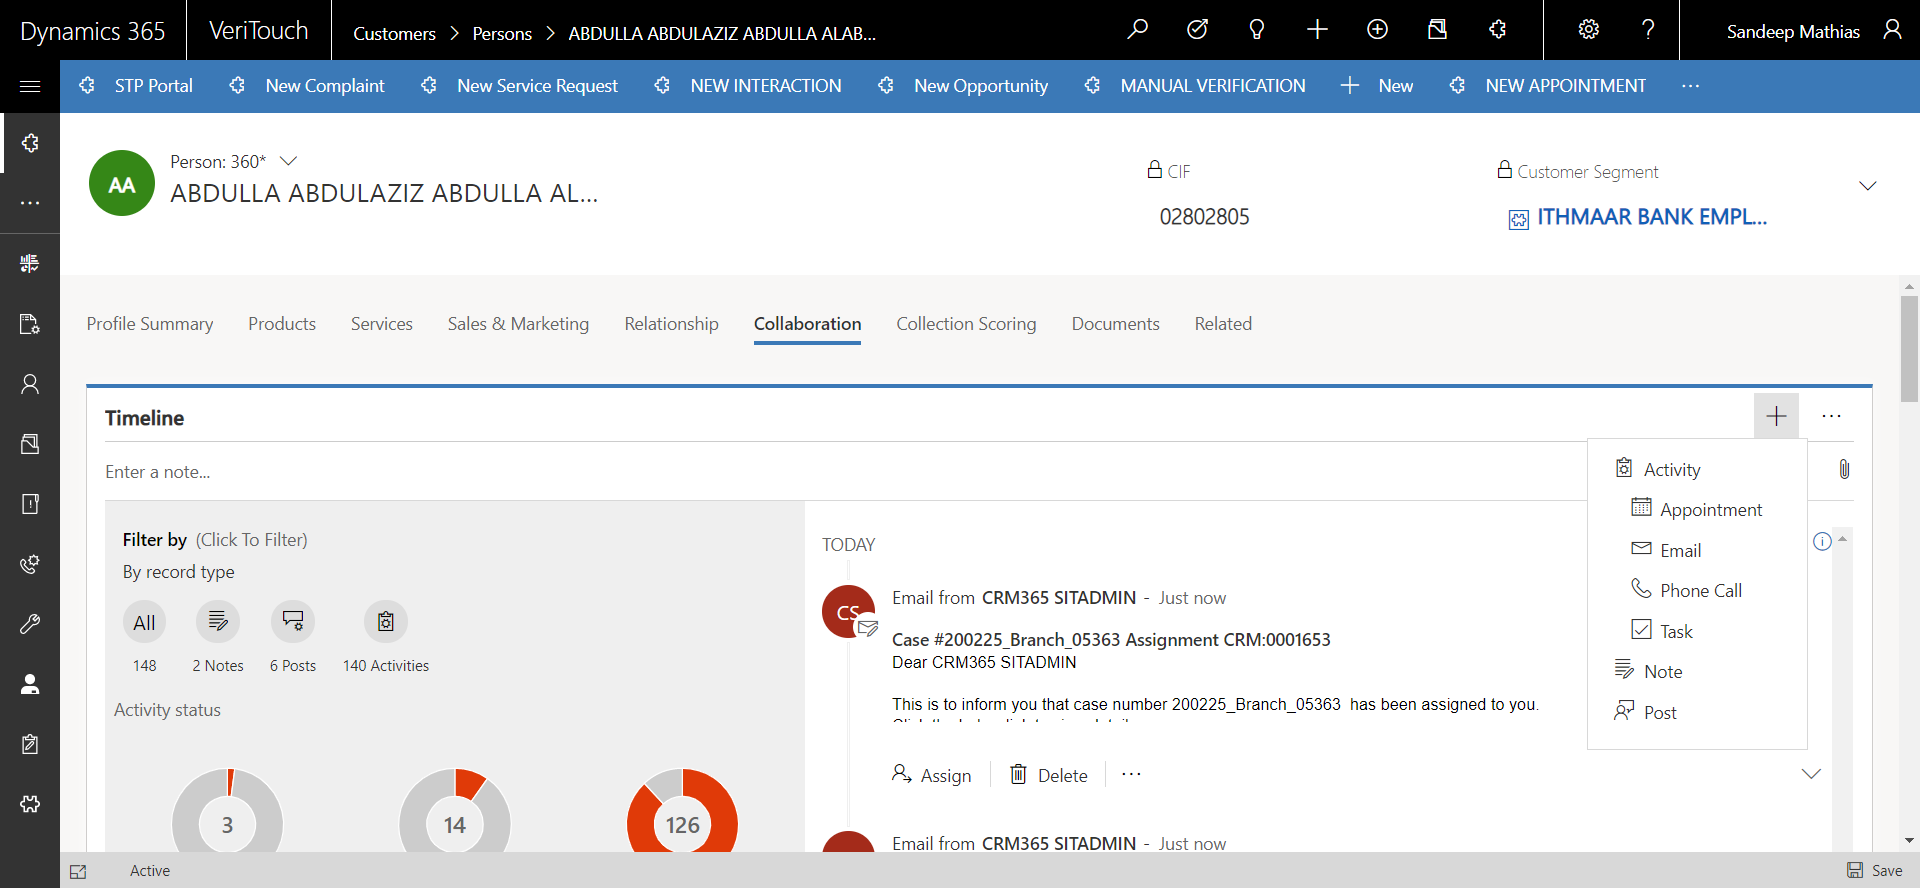 Dynamics 365 VeriTouch Customers > Persons > ABDULLA ABDULAZIZ ABDULLA ALAB... Sandeep Mathias
STP Portal New Complaint New Service Request NEW INTERACTION New Opportunity MANUAL VERIFICATION New NEW APPOINTMENT ...
AA
Person: 360*
ABDULLA ABDULAZIZ ABDULLA AL...
CIF
02802805
Customer Segment
ITHMAAR BANK EMPL...
Profile Summary Products Services Sales & Marketing Relationship Collaboration Collection Scoring Documents Related
Timeline
Enter a note...
Activity
Appointment
Email
Phone Call
Task
Note
Post
Filter by (Click To Filter)
By record type
All
148 2 Notes 6 Posts 140 Activities
Activity status
3 14 126
TODAY
CS
Email from CRM365 SITADMIN - Just now
Case #200225_Branch_05363 Assignment CRM:0001653
Dear CRM365 SITADMIN
This is to inform you that case number 200225_Branch_05363 has been assigned to you.
Assign Delete ...
Email from CRM365 SITADMIN - Just now
Active Save